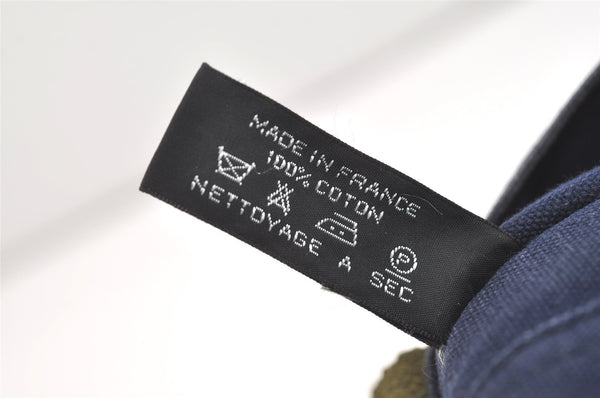 MADE IN FRANCE
100% COTON
P
NETTOYAGE A SEC